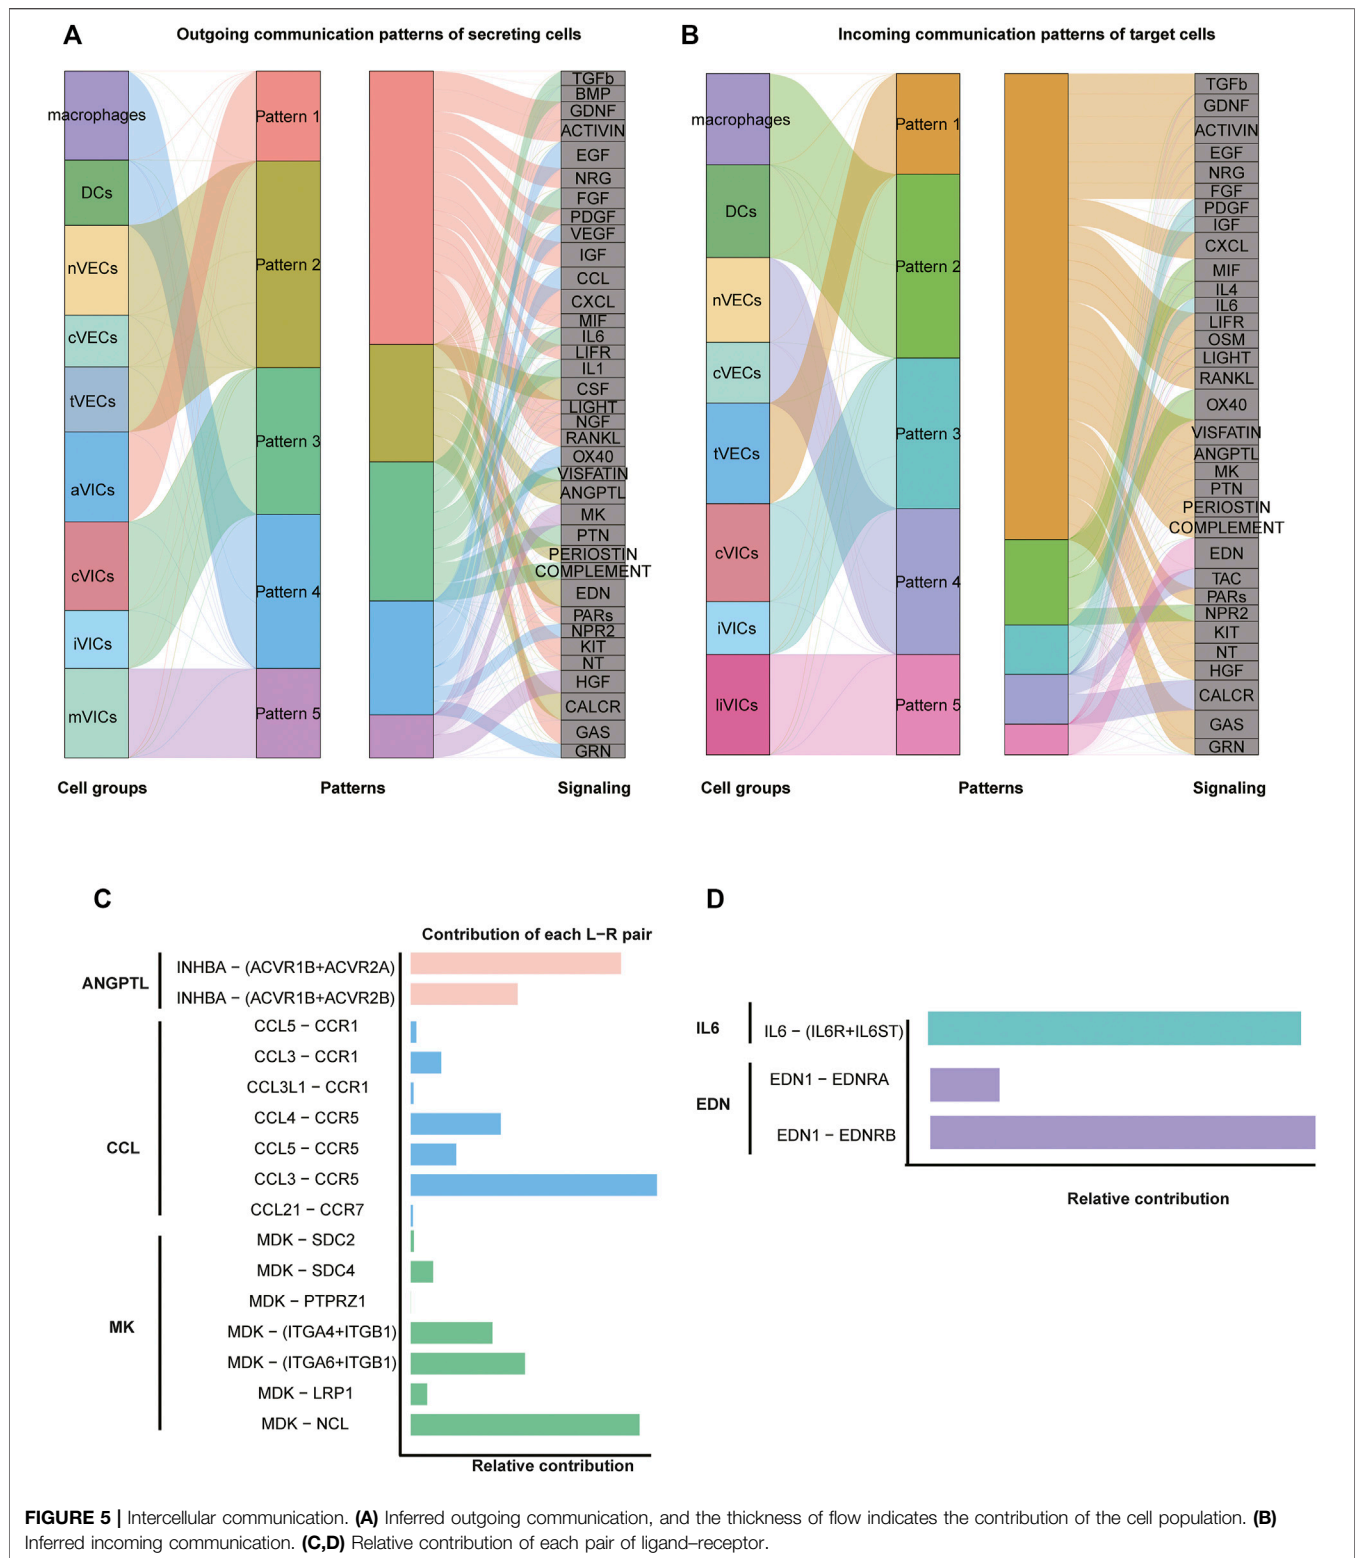 A
Outgoing communication patterns of secreting cells
macrophages
DCs
nVECs
cVECs
tVECs
aVICs
cVICs
iVICs
mVICs
Pattern 1
Pattern 2
Pattern 3
Pattern 4
Pattern 5
TGFb
BMP
GDNF
ACTIVIN
EGF
NRG
FGF
PDGF
VEGF
IGF
CCL
CXCL
MIF
IL6
LIFR
IL1
CSF
LIGHT
NGF
RANKL
OX40
VISFATIN
ANGPTL
MK
PTN
PERIOSTIN
COMPLEMENT
EDN
PARs
NPR2
KIT
NT
HGF
CALCR
GAS
GRN
Cell groups
Patterns
Signaling
B
Incoming communication patterns of target cells
macrophages
DCs
nVECs
cVECs
tVECs
cVICs
iVICs
liVICs
Pattern 1
Pattern 2
Pattern 3
Pattern 4
Pattern 5
TGFb
GDNF
ACTIVIN
EGF
NRG
FGF
PDGF
IGF
CXCL
MIF
IL4
IL6
LIFR
OSM
LIGHT
RANKL
OX40
VISFATIN
ANGPTL
MK
PTN
PERIOSTIN
COMPLEMENT
EDN
TAC
PARs
NPR2
KIT
NT
HGF
CALCR
GAS
GRN
Cell groups
Patterns
Signaling
C
Contribution of each L−R pair
ANGPTL
INHBA − (ACVR1B+ACVR2A)
INHBA − (ACVR1B+ACVR2B)
CCL
CCL5 − CCR1
CCL3 − CCR1
CCL3L1 − CCR1
CCL4 − CCR5
CCL5 − CCR5
CCL3 − CCR5
CCL21 − CCR7
MK
MDK − SDC2
MDK − SDC4
MDK − PTPRZ1
MDK − (ITGA4+ITGB1)
MDK − (ITGA6+ITGB1)
MDK − LRP1
MDK − NCL
Relative contribution
D
IL6
IL6 − (IL6R+IL6ST)
EDN
EDN1 − EDNRA
EDN1 − EDNRB
Relative contribution
FIGURE 5 | Intercellular communication. (A) Inferred outgoing communication, and the thickness of flow indicates the contribution of the cell population. (B)
Inferred incoming communication. (C,D) Relative contribution of each pair of ligand–receptor.